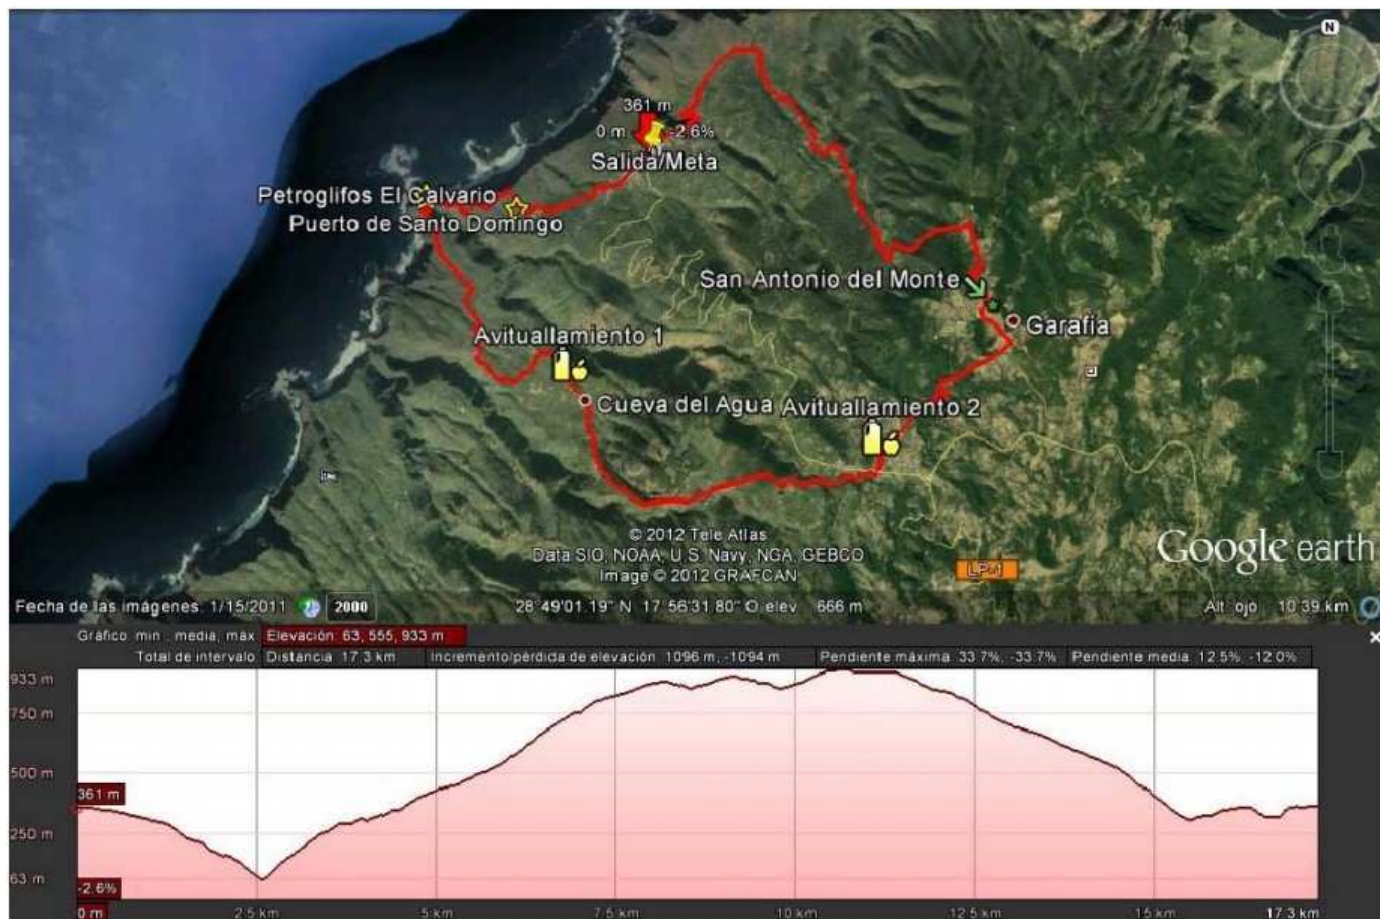 N
361 m
0 m -2.6%
Salida/Meta
Petroglifos El Calvario
Puerto de Santo Domingo
San Antonio del Monte
Garafía
Avituallamiento 1
Cueva del Agua
Avituallamiento 2
© 2012 Tele Atlas
Data SIO, NOAA, U.S. Navy, NGA, GEBCO
Image © 2012 GRAFCAN
LP-1
Google earth
Fecha de las imágenes: 1/15/2011 2000 28°49'01.19" N 17°56'31.80" O elev 666 m Alt. ojo 10.39 km
Gráfico: mín., media, máx. Elevación: 63, 555, 933 m
Total de intervalo: Distancia: 17.3 km Incremento/pérdida de elevación: 1096 m, -1094 m Pendiente máxima: 33.7%, -33.7% Pendiente media: 12.5%, -12.0%
933 m
750 m
500 m
361 m
250 m
63 m
-2.6%
0 m 2.5 km 5 km 7.5 km 10 km 12.5 km 15 km 17.3 km